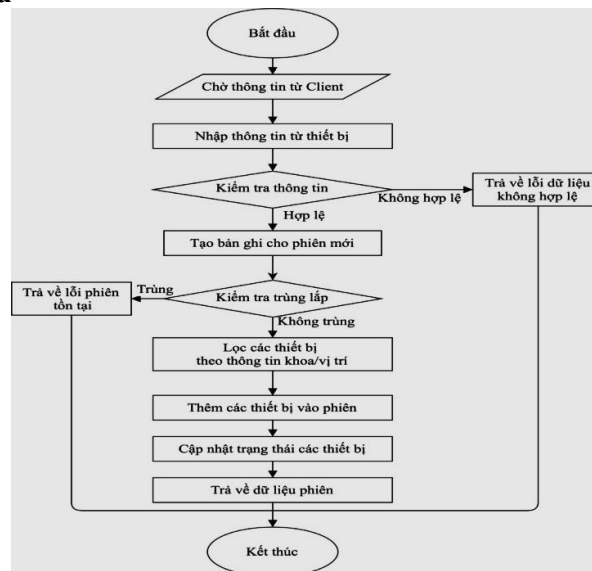 Bắt đầu
Chờ thông tin từ Client
Nhập thông tin từ thiết bị
Kiểm tra thông tin
Không hợp lệ
Trả về lỗi dữ liệu
không hợp lệ
Hợp lệ
Tạo bản ghi cho phiên mới
Trả về lỗi phiên
tồn tại
Trùng
Kiểm tra trùng lắp
Không trùng
Lọc các thiết bị
theo thông tin khoa/vị trí
Thêm các thiết bị vào phiên
Cập nhật trạng thái các thiết bị
Trả về dữ liệu phiên
Kết thúc